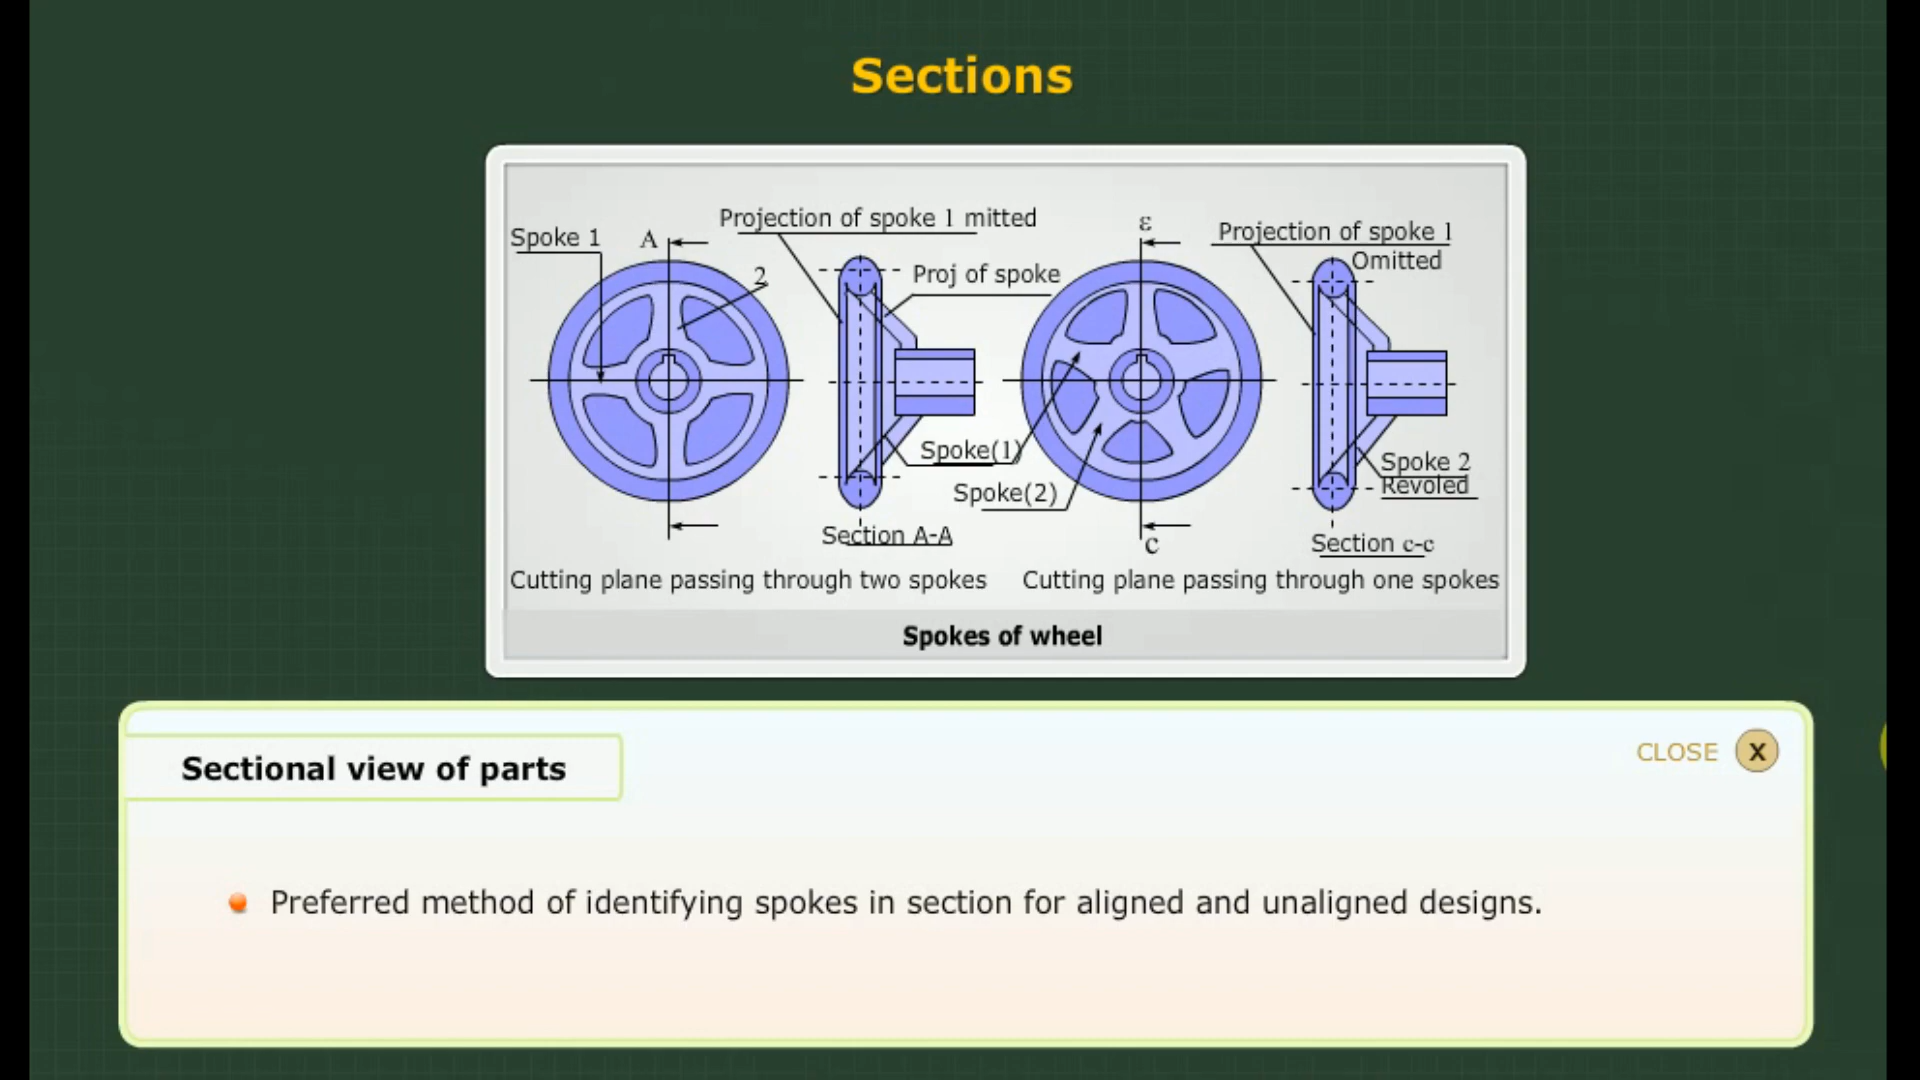 Sections
Spoke 1
A
2
Projection of spoke 1 mitted
Proj of spoke
ε
Projection of spoke 1
Omitted
Spoke(1)
Spoke(2)
Spoke 2
Revoled
Section A-A
c
Section c-c
Cutting plane passing through two spokes
Cutting plane passing through one spokes
Spokes of wheel
Sectional view of parts
CLOSE X
Preferred method of identifying spokes in section for aligned and unaligned designs.